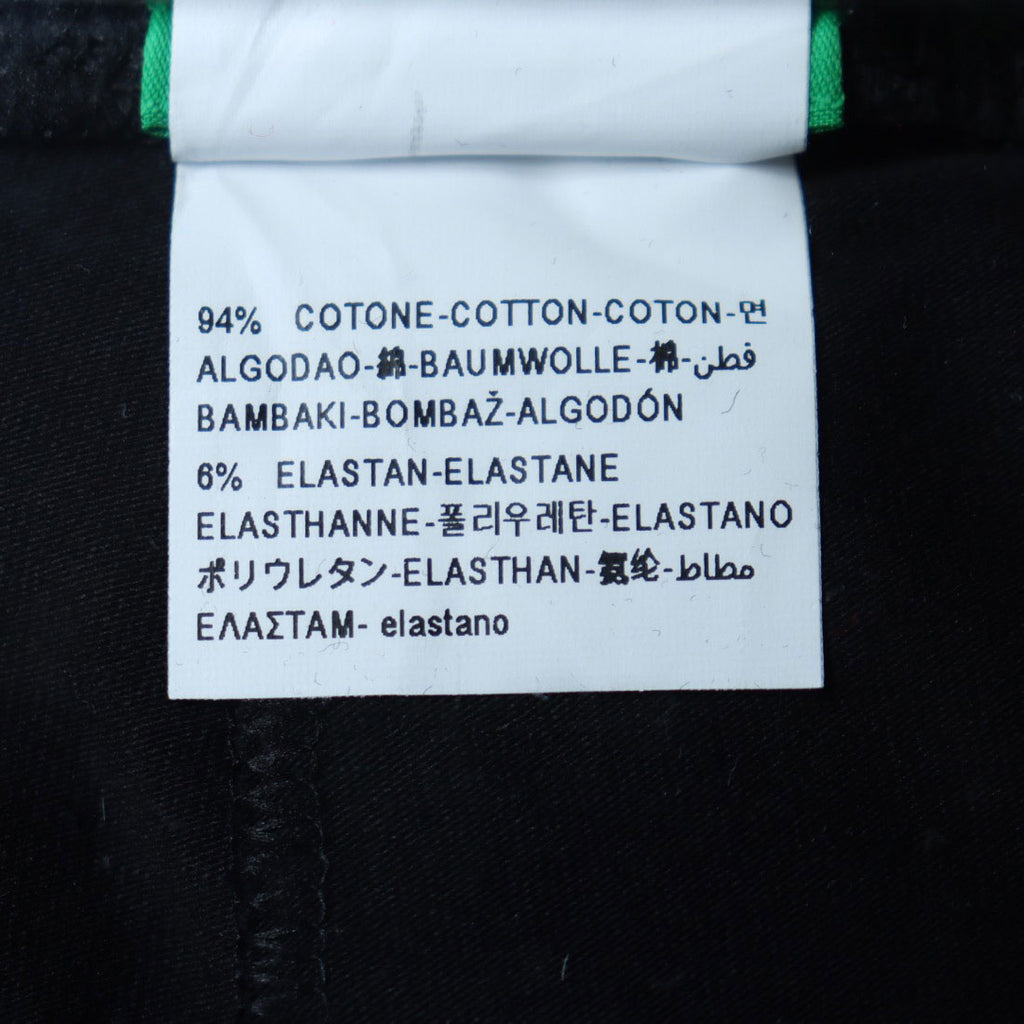 94% COTONE-COTTON-COTON-면
ALGODAO-綿-BAUMWOLLE-棉-قطن
BAMBAKI-BOMBAŽ-ALGODÓN
6% ELASTAN-ELASTANE
ELASTHANNE-폴리우레탄-ELASTANO
ポリウレタン-ELASTHAN-氨纶-مطاط
ΕΛΑΣΤΑΜ- elastano